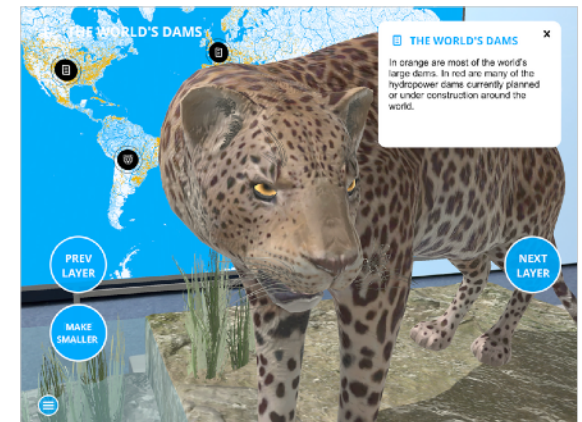 THE WORLD'S DAMS
THE WORLD'S DAMS
x
In orange are most of the world's
large dams. In red are many of the
hydropower dams currently planned
or under construction around the
world.
PREV
LAYER
NEXT
LAYER
MAKE
SMALLER